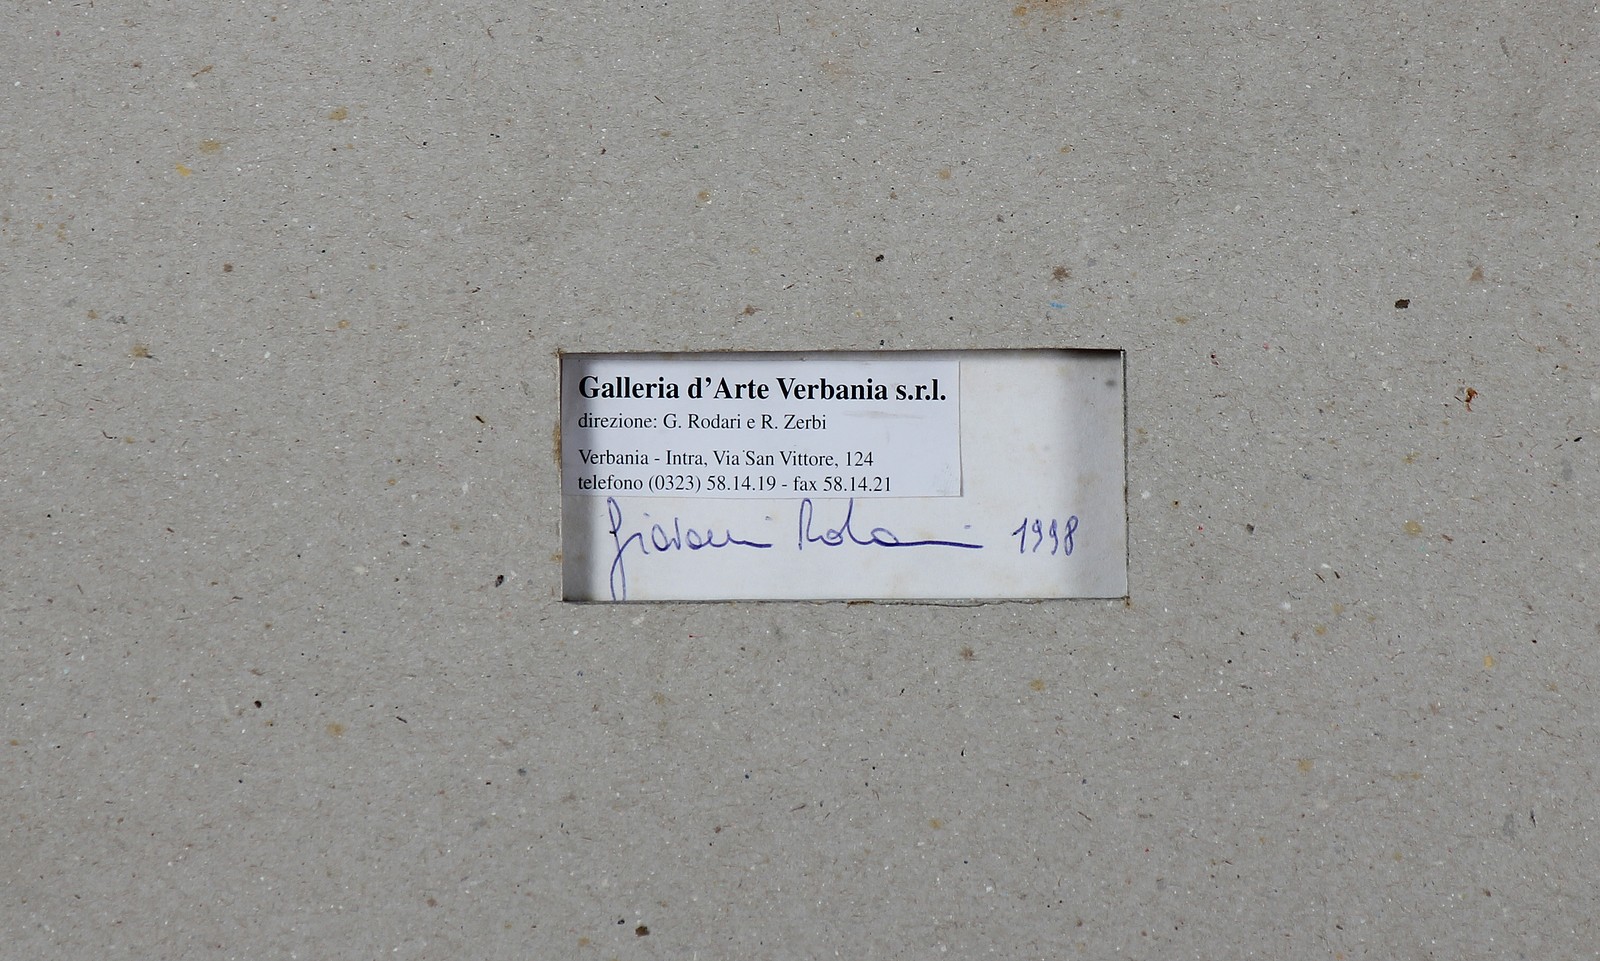 Galleria d'Arte Verbania s.r.l.
direzione: G. Rodari e R. Zerbi
Verbania - Intra, Via San Vittore, 124
telefono (0323) 58.14.19 - fax 58.14.21
Giovanni 1998